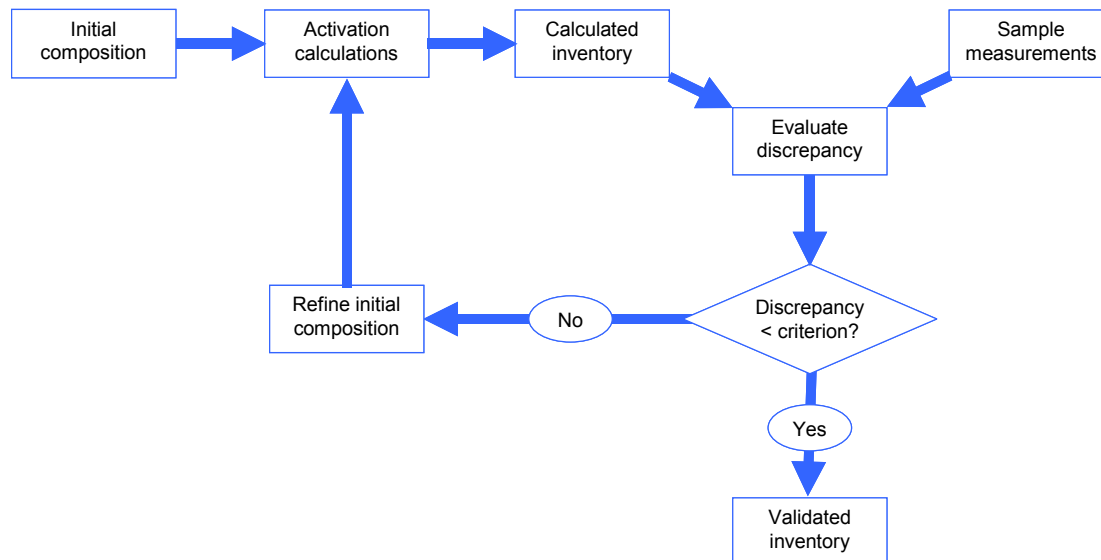 Initial
composition
Activation
calculations
Calculated
inventory
Sample
measurements
Evaluate
discrepancy
Discrepancy
< criterion?
No
Refine initial
composition
Yes
Validated
inventory